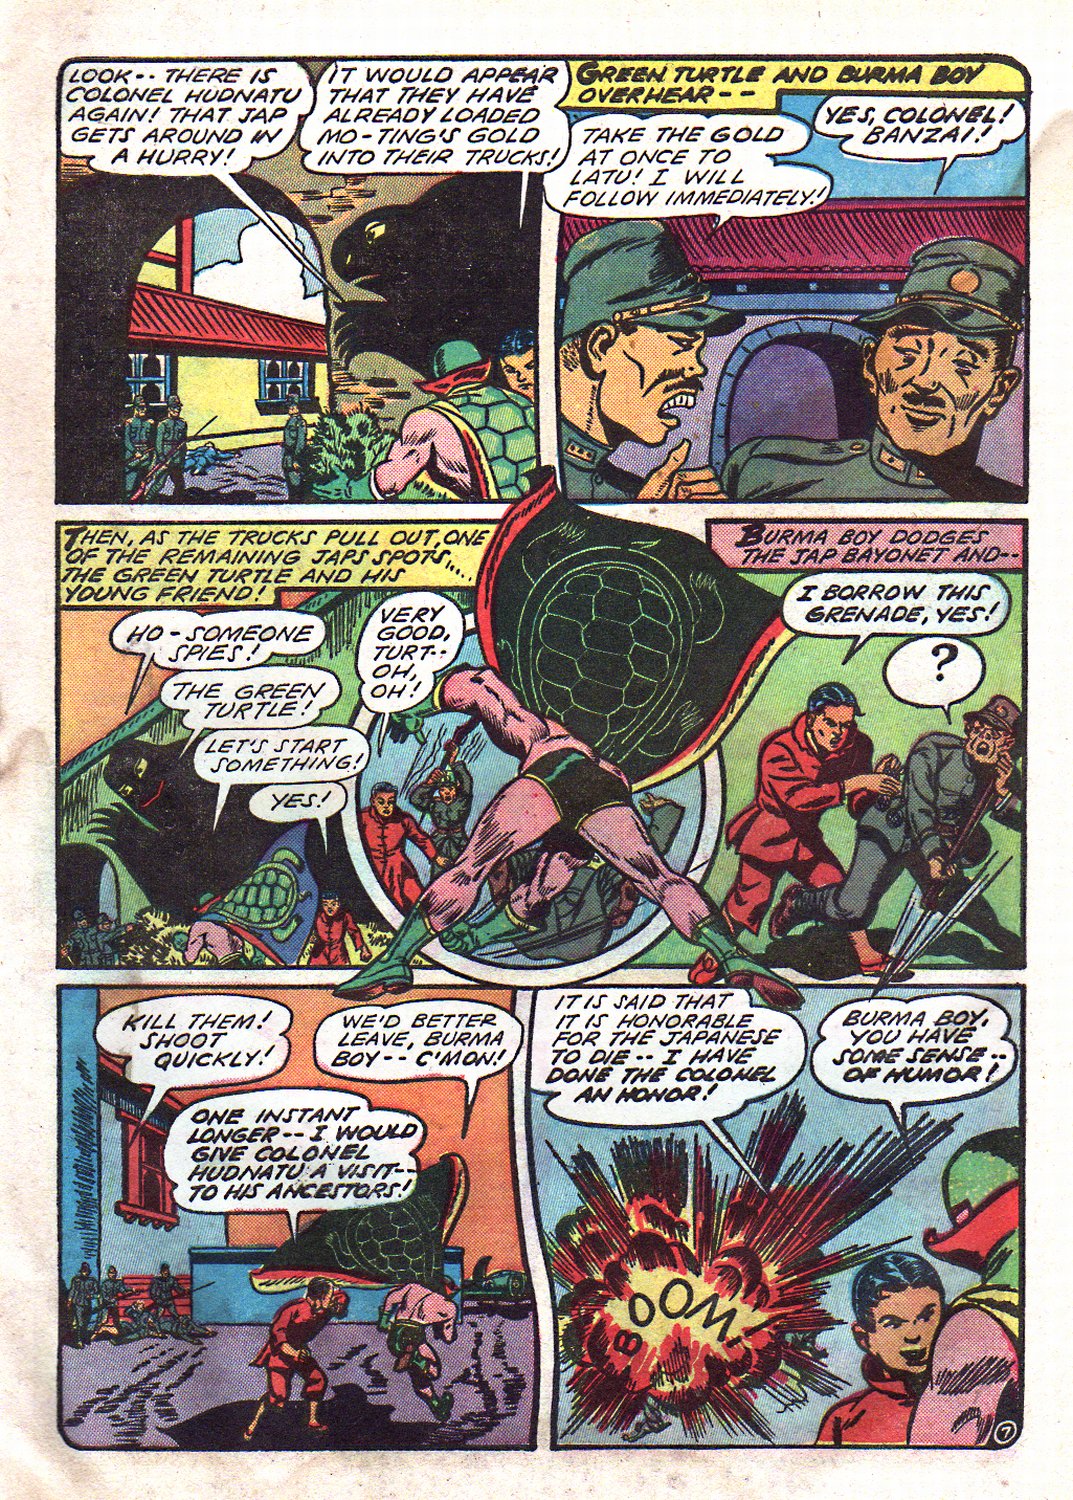 LOOK-- THERE IS
COLONEL HUDNATU
AGAIN! THAT JAP
GETS AROUND IN
A HURRY!
IT WOULD APPEAR
THAT THEY HAVE
ALREADY LOADED
MO-TING'S GOLD
INTO THEIR TRUCKS!
GREEN TURTLE AND BURMA BOY
OVERHEAR--
TAKE THE GOLD
AT ONCE TO
LATU! I WILL
FOLLOW IMMEDIATELY!
YES, COLONEL!
BANZAI!
THEN, AS THE TRUCKS PULL OUT, ONE
OF THE REMAINING JAPS SPOTS....
THE GREEN TURTLE AND HIS
YOUNG FRIEND!
HO-SOMEONE
SPIES!
THE GREEN
TURTLE!
LET'S START
SOMETHING!
YES!
VERY
GOOD,
TURT--
OH,
OH!
BURMA BOY DODGES
THE JAP BAYONET AND--
I BORROW THIS
GRENADE, YES!
?
KILL THEM!
SHOOT
QUICKLY!
WE'D BETTER
LEAVE, BURMA
BOY-- C'MON!
ONE INSTANT
LONGER-- I WOULD
GIVE COLONEL
HUDNATU A VISIT--
TO HIS ANCESTORS!
IT IS SAID THAT
IT IS HONORABLE
FOR THE JAPANESE
TO DIE-- I HAVE
DONE THE COLONEL
AN HONOR!
BURMA BOY,
YOU HAVE
SOME SENSE--
OF HUMOR!
BOOM!
7